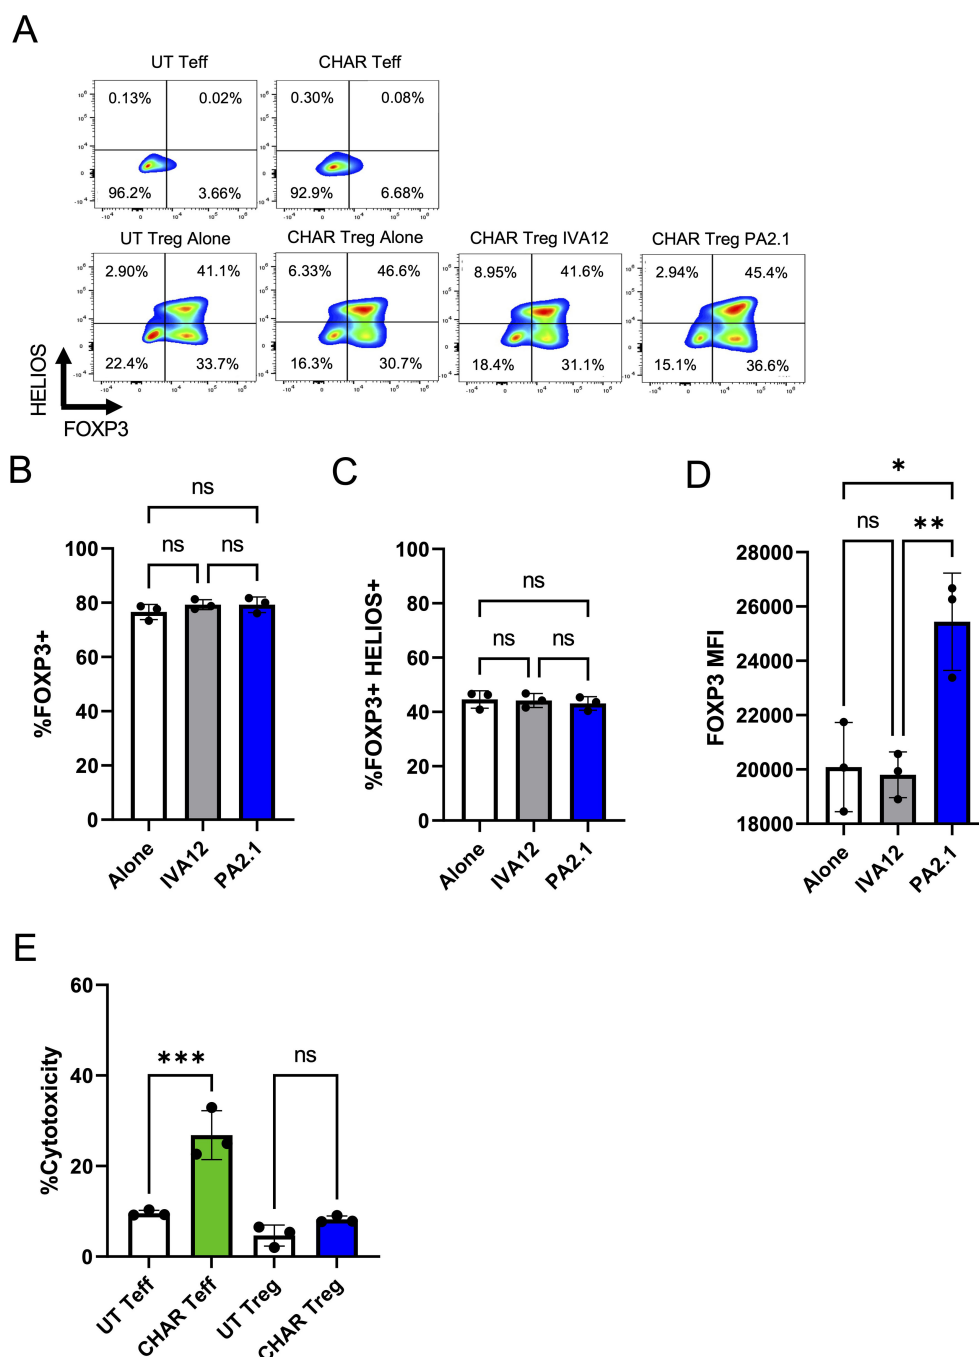 A
UT Teff
CHAR Teff
0.13% 0.02%
0.30% 0.08%
96.2% 3.66%
92.9% 6.68%
UT Treg Alone
CHAR Treg Alone
CHAR Treg IVA12
CHAR Treg PA2.1
2.90% 41.1%
6.33% 46.6%
8.95% 41.6%
2.94% 45.4%
22.4% 33.7%
16.3% 30.7%
18.4% 31.1%
15.1% 36.6%
HELIOS
FOXP3
B
ns
ns ns
%FOXP3+
100
80
60
40
20
0
Alone
IVA12
PA2.1
C
ns
ns ns
%FOXP3+ HELIOS+
100
80
60
40
20
0
Alone
IVA12
PA2.1
D
*
ns **
FOXP3 MFI
28000
26000
24000
22000
20000
18000
Alone
IVA12
PA2.1
E
*** ns
%Cytotoxicity
60
40
20
0
UT Teff
CHAR Teff
UT Treg
CHAR Treg